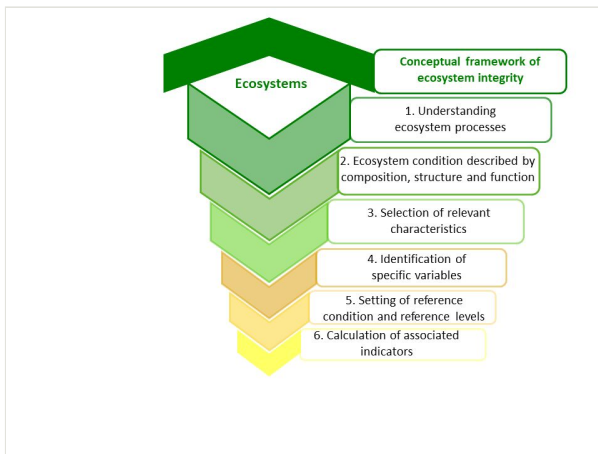 Conceptual framework of
ecosystem integrity
Ecosystems
1. Understanding
ecosystem processes
2. Ecosystem condition described by
composition, structure and function
3. Selection of relevant
characteristics
4. Identification of
specific variables
5. Setting of reference
condition and reference levels
6. Calculation of associated
indicators